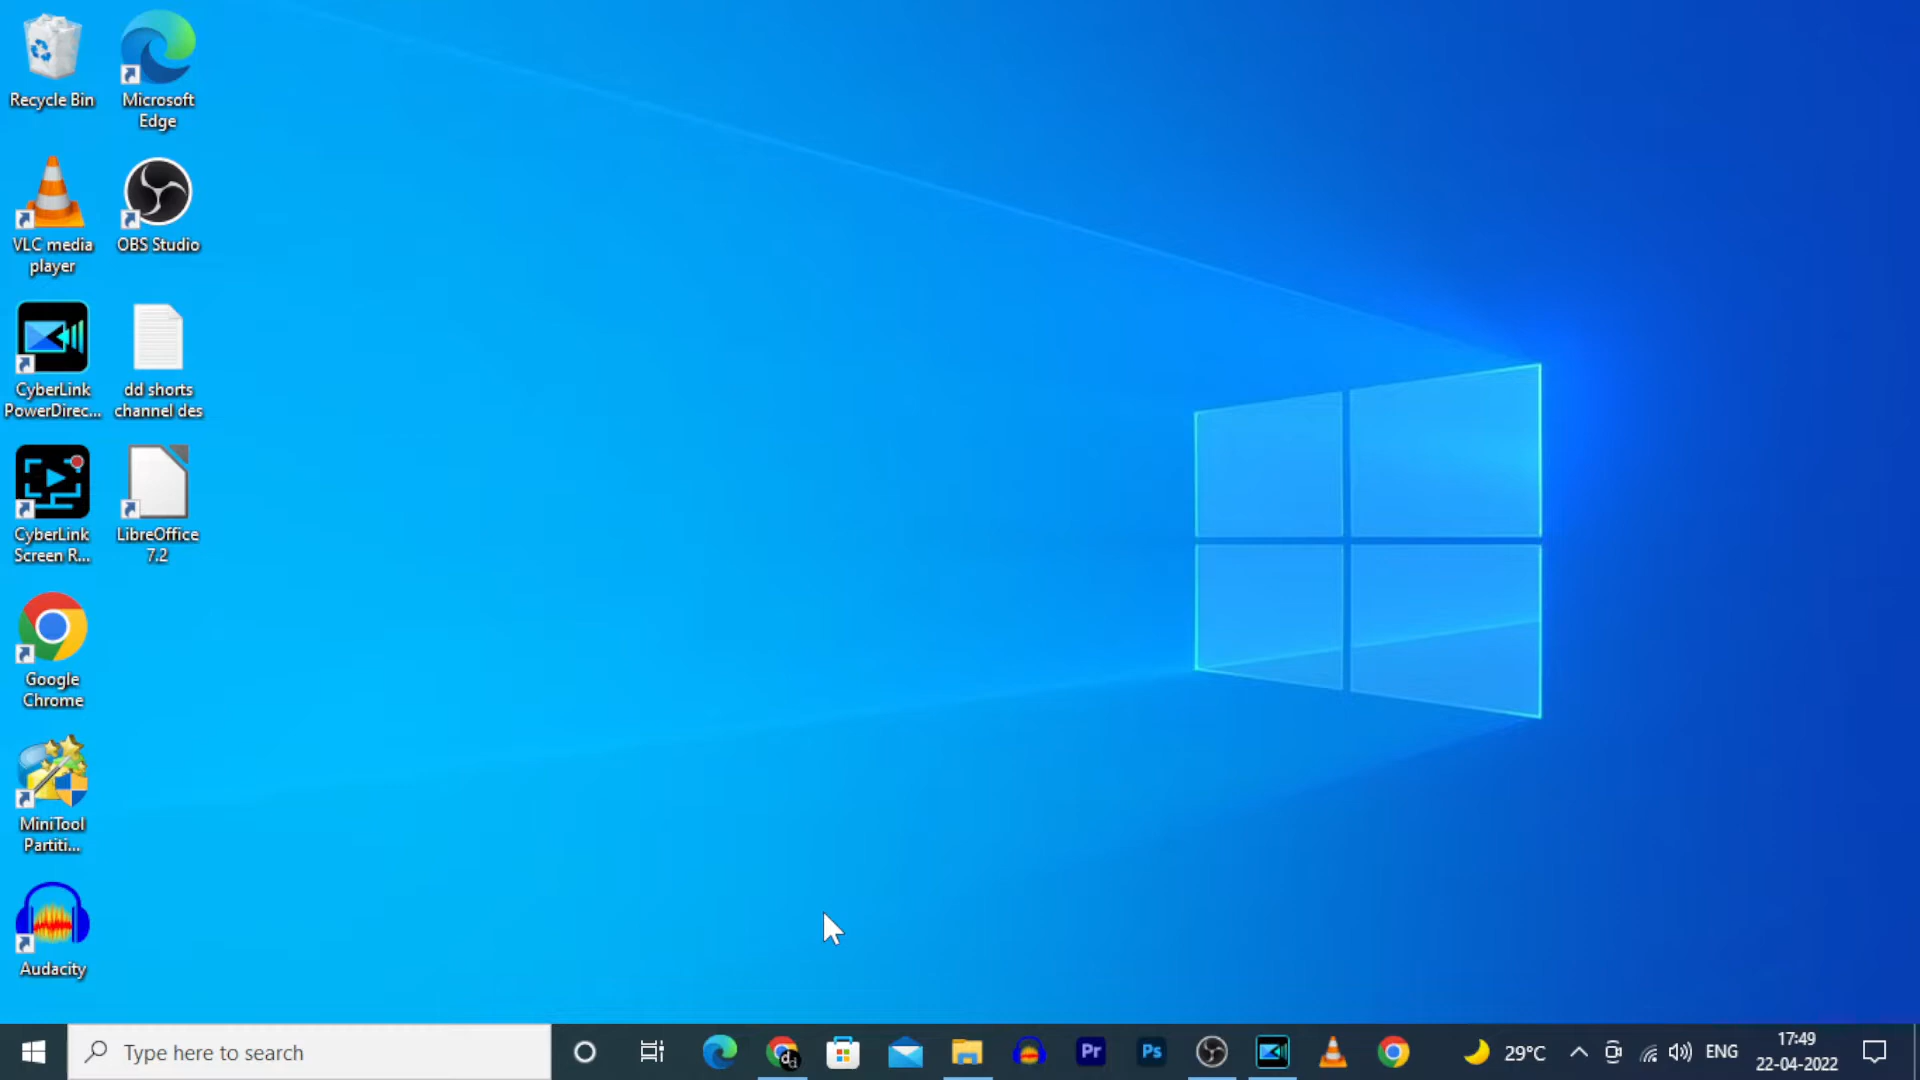 Recycle Bin
Microsoft
Edge
VLC media
player
OBS Studio
CyberLink
PowerDirec...
dd shorts
channel des
CyberLink
Screen R...
LibreOffice
7.2
Google
Chrome
MiniTool
Partiti...
Audacity
Type here to search
dd
Pr
Ps
29°C
ENG
17:49
22-04-2022